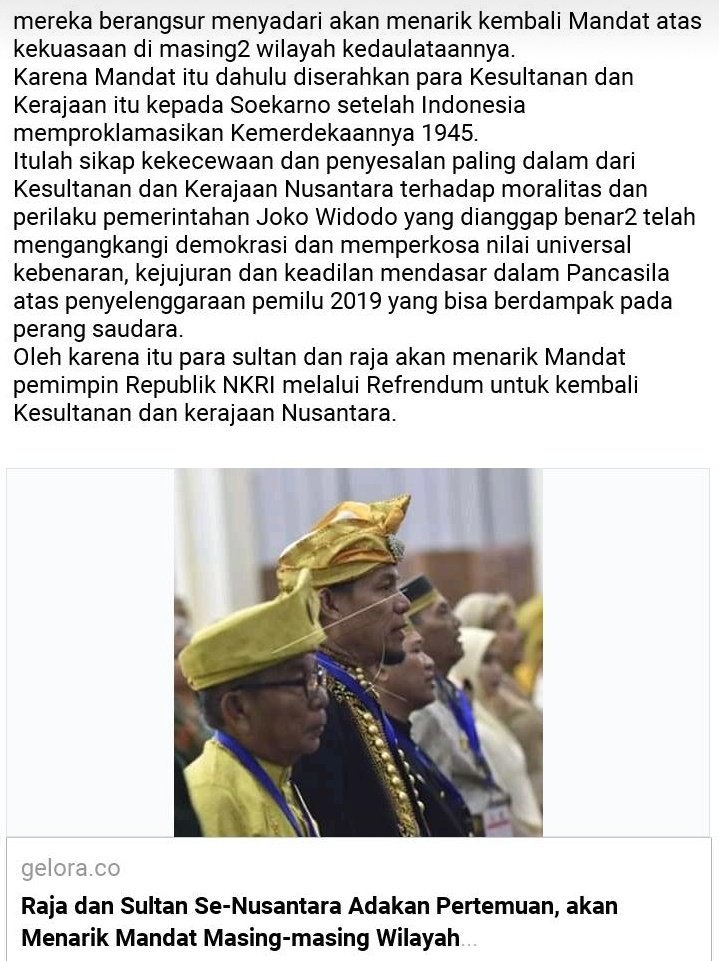 mereka berangsur menyadari akan menarik kembali Mandat atas
kekuasaan di masing2 wilayah kedaulataannya.
Karena Mandat itu dahulu diserahkan para Kesultanan dan
Kerajaan itu kepada Soekarno setelah Indonesia
memproklamasikan Kemerdekaannya 1945.
Itulah sikap kekecewaan dan penyesalan paling dalam dari
Kesultanan dan Kerajaan Nusantara terhadap moralitas dan
perilaku pemerintahan Joko Widodo yang dianggap benar2 telah
mengangkangi demokrasi dan memperkosa nilai universal
kebenaran, kejujuran dan keadilan mendasar dalam Pancasila
atas penyelenggaraan pemilu 2019 yang bisa berdampak pada
perang saudara.
Oleh karena itu para sultan dan raja akan menarik Mandat
pemimpin Republik NKRI melalui Refrendum untuk kembali
Kesultanan dan kerajaan Nusantara.
gelora.co
Raja dan Sultan Se-Nusantara Adakan Pertemuan, akan
Menarik Mandat Masing-masing Wilayah...